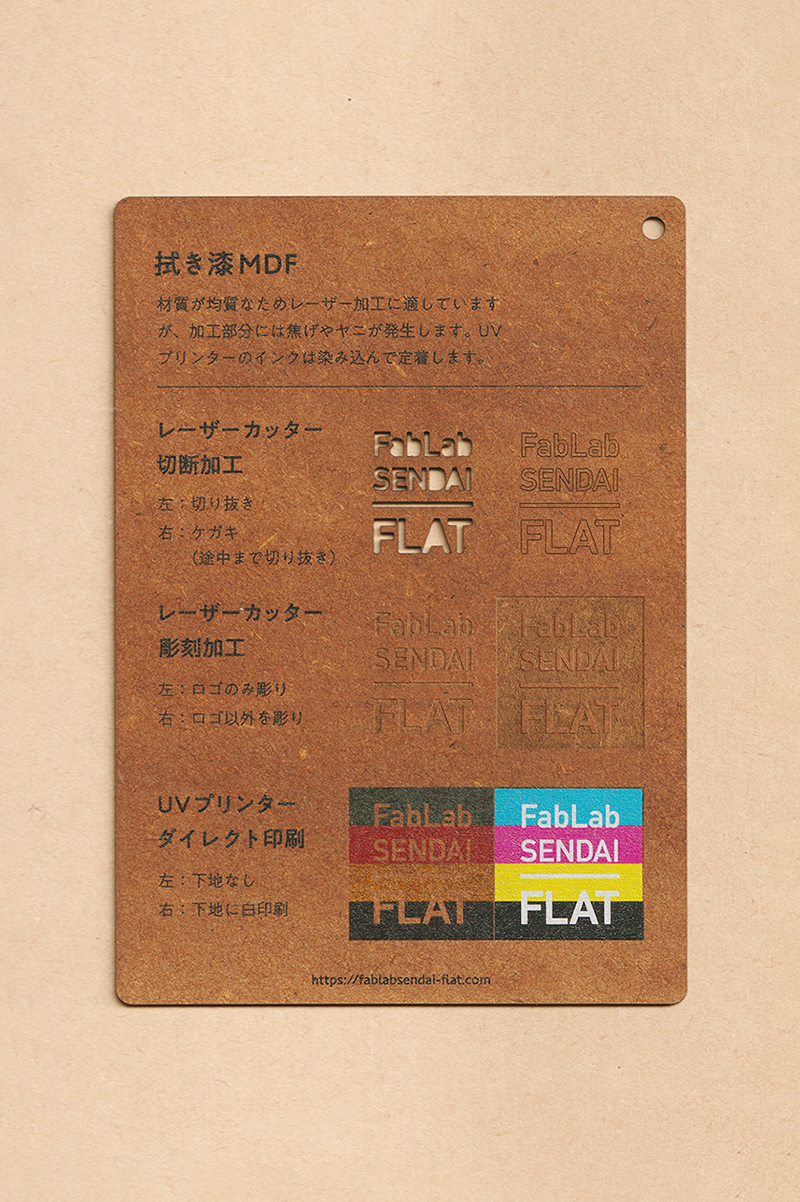 拭き漆MDF
材質が均質なためレーザー加工に適しています
が、加工部分には焦げやヤニが発生します。UV
プリンターのインクは染み込んで定着します。
レーザーカッター
切断加工
左：切り抜き
右：ケガキ
（途中まで切り抜き）
FabLab
SENDAI
FLAT
FabLab
SENDAI
FLAT
レーザーカッター
彫刻加工
左：ロゴのみ彫り
右：ロゴ以外を彫り
FabLab
SENDAI
FLAT
FabLab
SENDAI
FLAT
UVプリンター
ダイレクト印刷
左：下地なし
右：下地に白印刷
FabLab
SENDAI
FLAT
FabLab
SENDAI
FLAT
https://fablabsendai-flat.com